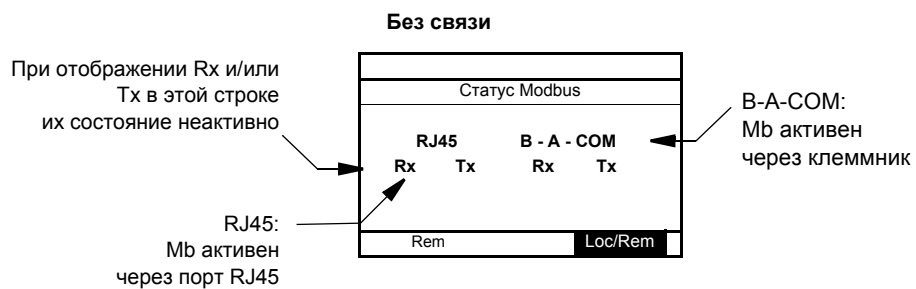 Без связи
При отображении Rx и/или
Tx в этой строке
их состояние неактивно
Статус Modbus
RJ45 B - A - COM
Rx Tx Rx Tx
B-A-COM:
Mb активен
через клеммник
RJ45:
Mb активен
через порт RJ45
Rem Loc/Rem